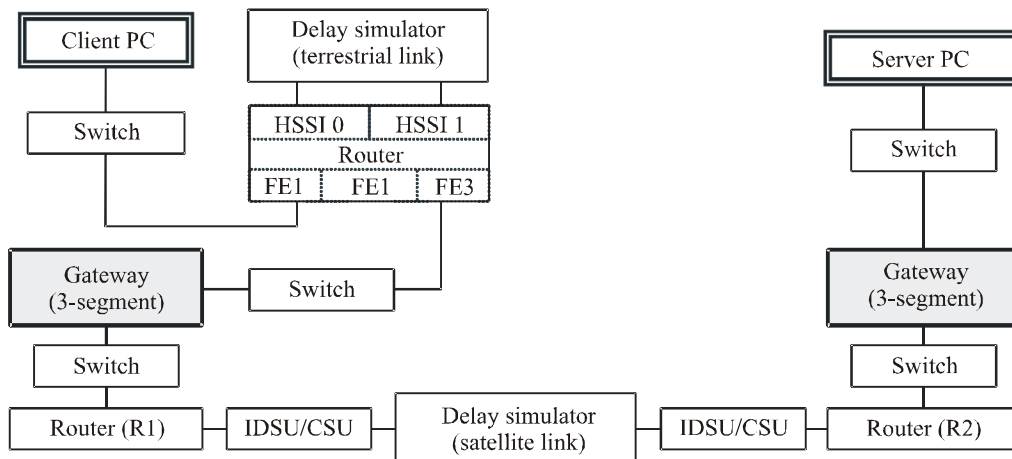 Client PC
Delay simulator
(terrestrial link)
Server PC
Switch
HSSI 0
HSSI 1
Router
FE1
FE1
FE3
Switch
Gateway
(3-segment)
Switch
Gateway
(3-segment)
Switch
Switch
Router (R1)
IDSU/CSU
Delay simulator
(satellite link)
IDSU/CSU
Router (R2)